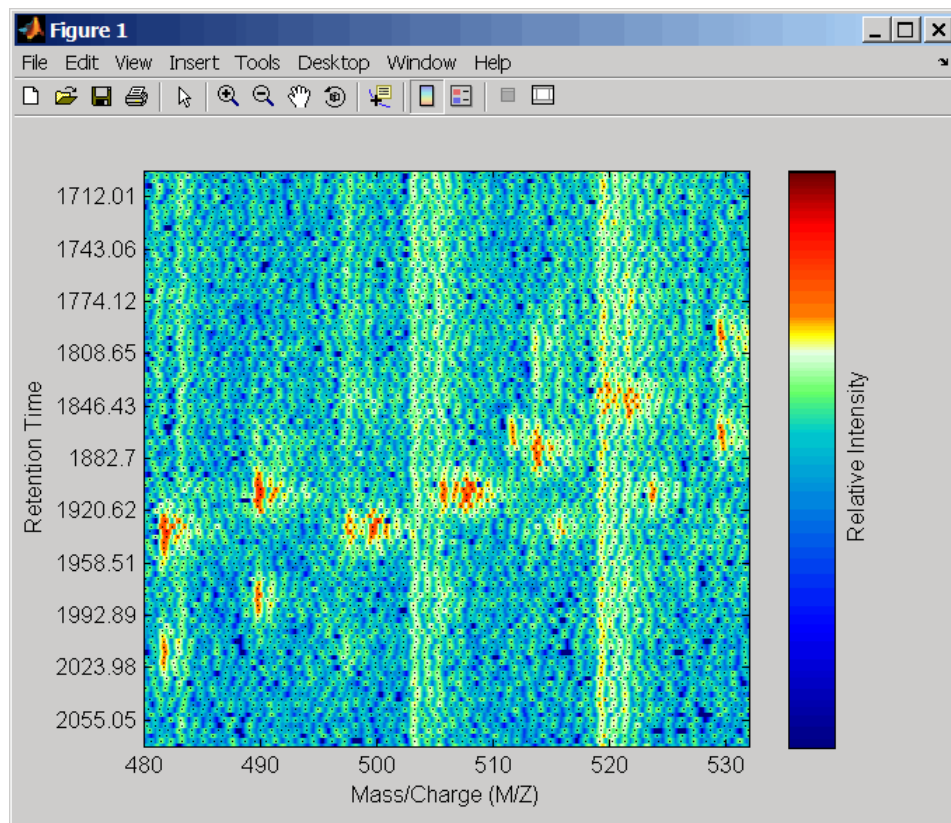 Figure 1
File Edit View Insert Tools Desktop Window Help
1712.01
1743.06
1774.12
1808.65
1846.43
1882.7
1920.62
1958.51
1992.89
2023.98
2055.05
Retention Time
480 490 500 510 520 530
Mass/Charge (M/Z)
Relative Intensity